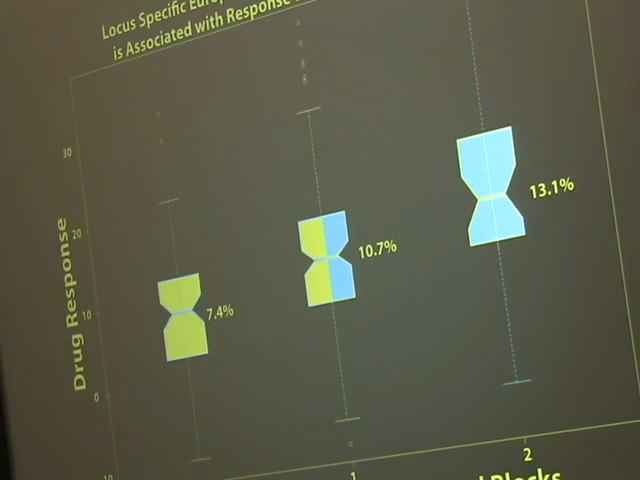 Locus Specific
is Associated with Response
30
20
10
0
Drug Response
7.4%
10.7%
13.1%
1
2
Blocks